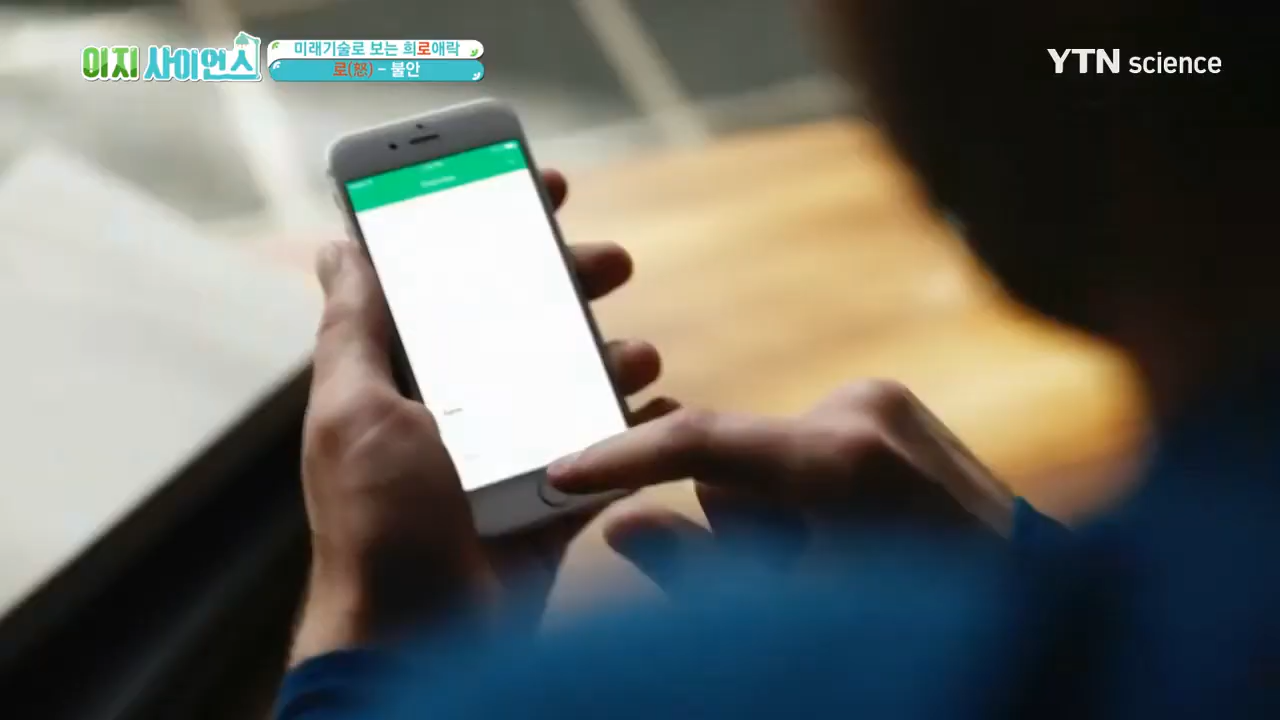 이지 사이언스
미래기술로 보는 희로애락
로(怒) - 불안
YTN science